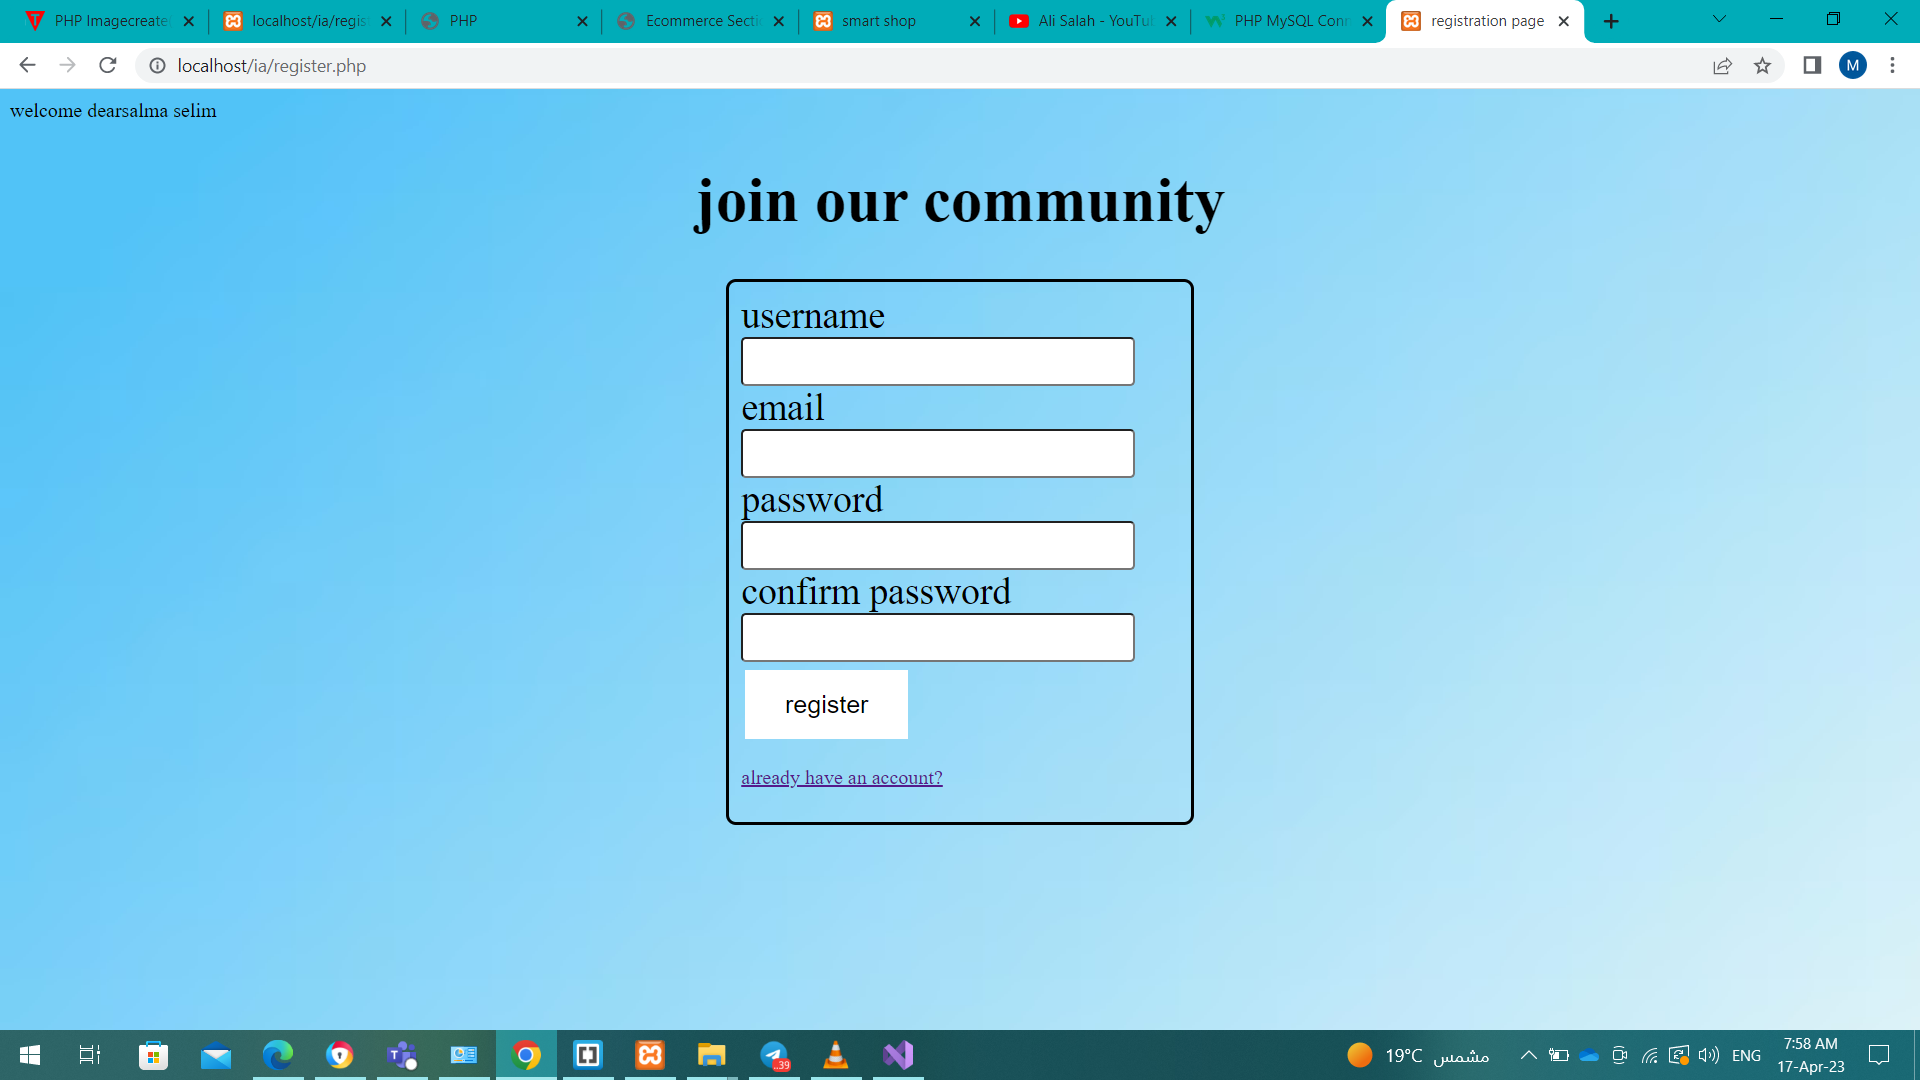 PHP Imagecreate
localhost/ia/regist
PHP
Ecommerce Secti
smart shop
Ali Salah - YouTu
PHP MySQL Con
registration page
localhost/ia/register.php
M
welcome dearsalma selim
join our community
username
email
password
confirm password
register
already have an account?
39
19°C مشمس
ENG
7:58 AM
17-Apr-23